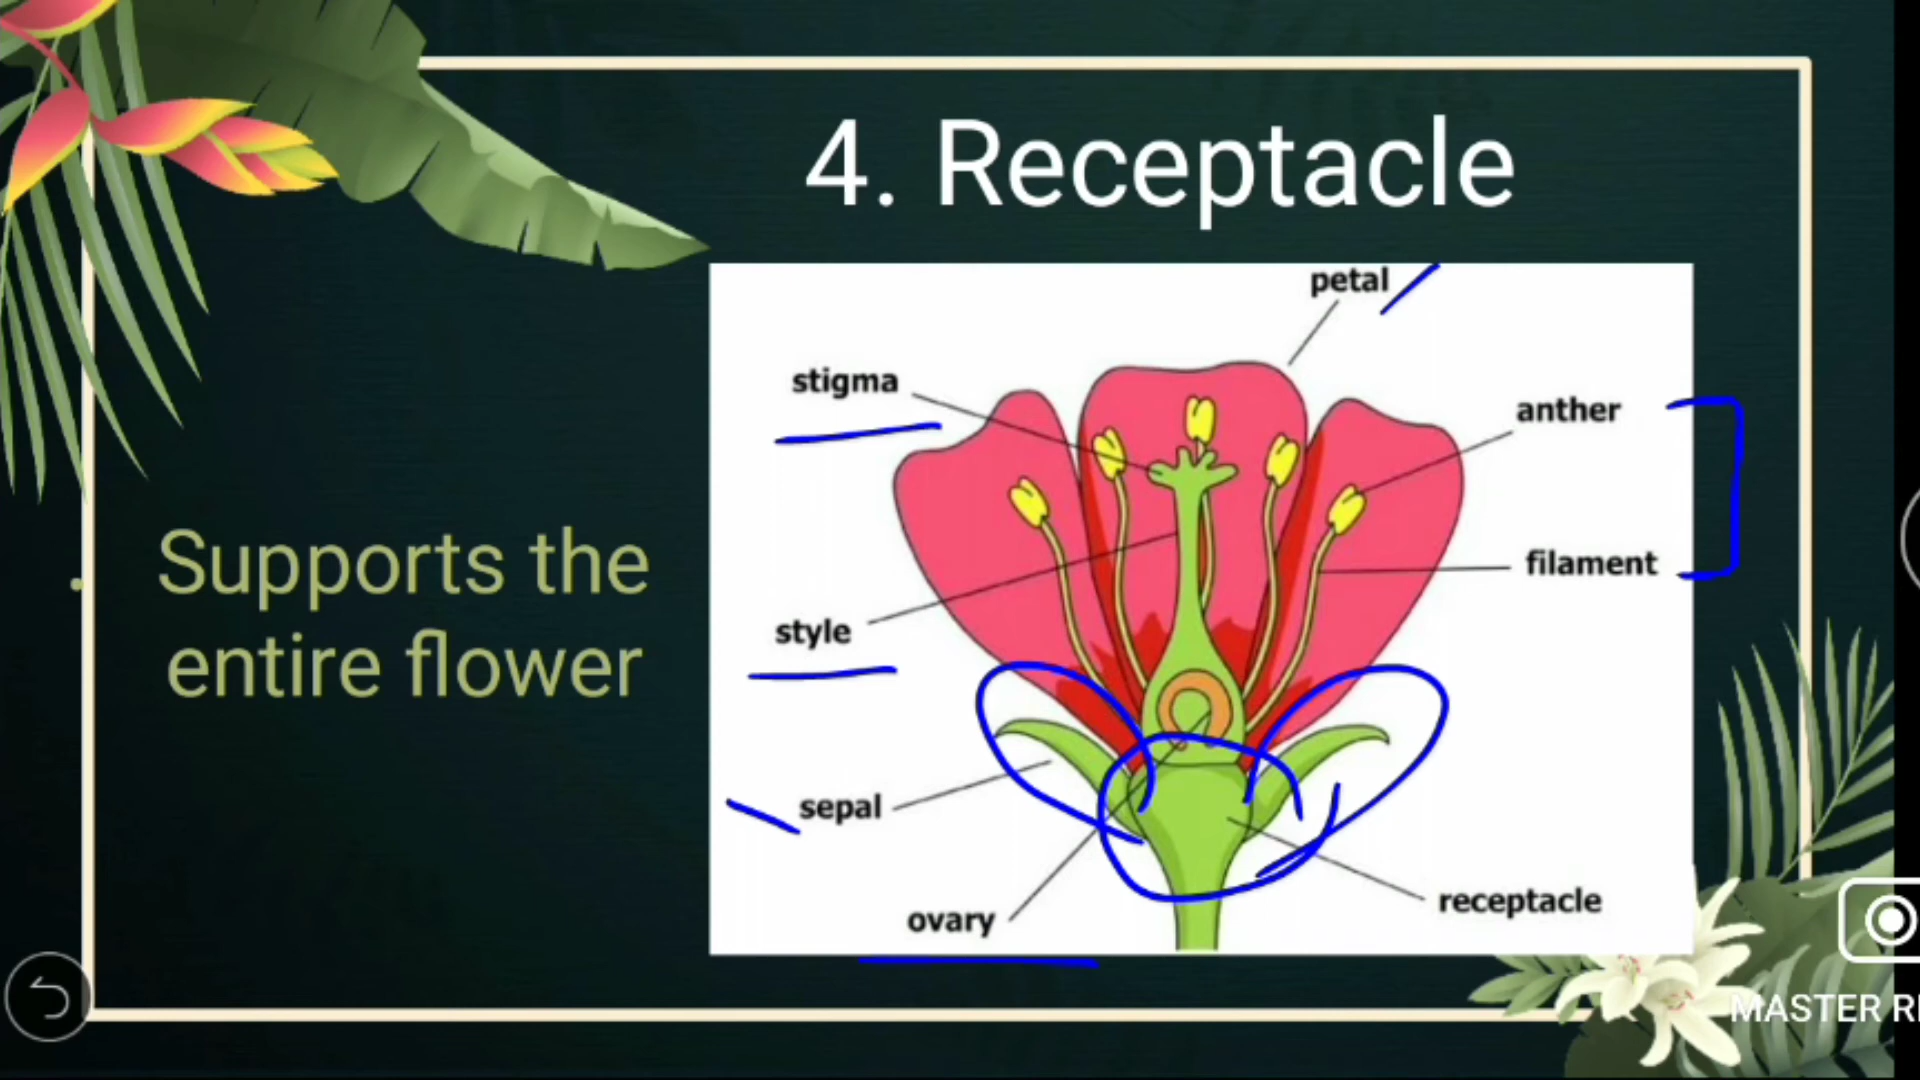 4. Receptacle
Supports the
entire flower
petal
stigma
anther
filament
style
sepal
ovary
receptacle
MASTER